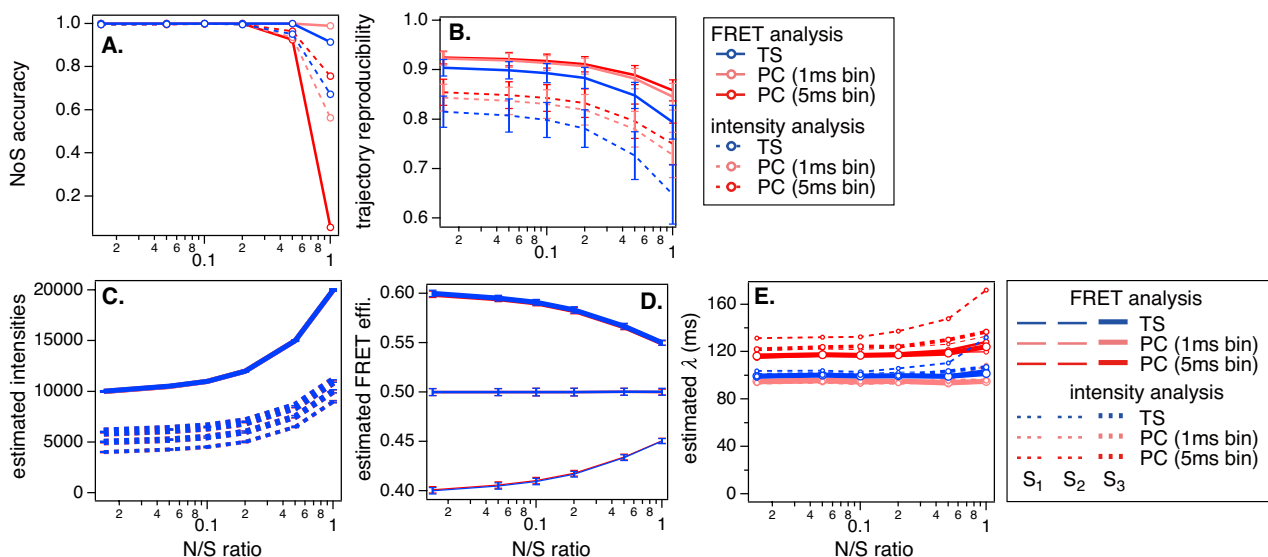 A.
NoS accuracy
1.0
0.8
0.6
0.4
0.2
2 4 6 8 2 4 6 8
0.1 1
B.
trajectory reproducibility
1.0
0.9
0.8
0.7
0.6
2 4 6 8 2 4 6 8
0.1 1
FRET analysis
TS
PC (1ms bin)
PC (5ms bin)
intensity analysis
TS
PC (1ms bin)
PC (5ms bin)
C.
estimated intensities
20000
15000
10000
5000
0
2 4 6 8 2 4 6 8
0.1 1
N/S ratio
D.
estimated FRET effi.
0.60
0.55
0.50
0.45
0.40
2 4 6 8 2 4 6 8
0.1 1
N/S ratio
E.
estimated λ (ms)
160
120
80
40
0
2 4 6 8 2 4 6 8
0.1 1
N/S ratio
FRET analysis
TS
PC (1ms bin)
PC (5ms bin)
intensity analysis
TS
PC (1ms bin)
PC (5ms bin)
S1 S2 S3